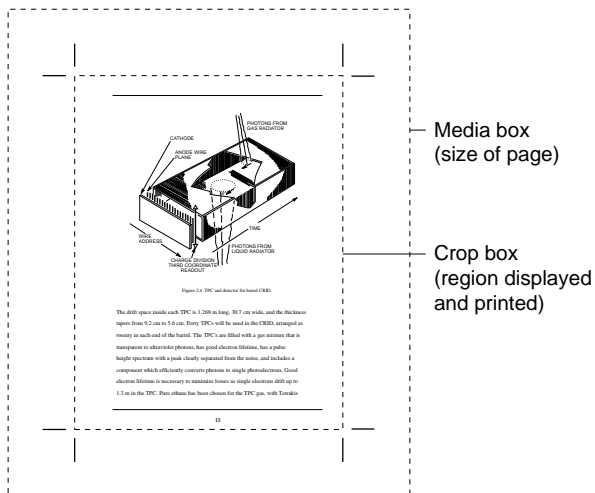 PHOTONS FROM
GAS RADIATOR
CATHODE
ANODE WIRE
PLANE
TIME
WIRE
ADDRESS
PHOTONS FROM
LIQUID RADIATOR
CHARGE DIVISION
THIRD COORDINATE
READOUT
Figure 2.6 TPC and detector for barrel CRID.
The drift space inside each TPC is 1.268 m long, 30.7 cm wide, and the thickness
tapers from 9.2 cm to 5.6 cm. Forty TPCs will be used in the CRID, arranged as
twenty in each end of the barrel. The TPC's are filled with a gas mixture that is
transparent to ultraviolet photons, has good electron lifetime, has a pulse
height spectrum with a peak clearly separated from the noise, and includes a
component which efficiently converts photons to single photoelectrons. Good
electron lifetime is necessary to minimize losses as single electrons drift up to
1.3 m in the TPC. Pure ethane has been chosen for the TPC gas, with Tetrakis
15
Media box
(size of page)
Crop box
(region displayed
and printed)